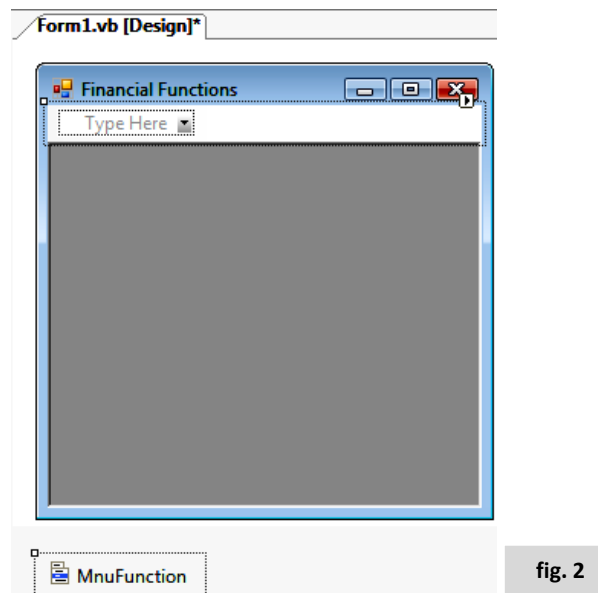 Form1.vb [Design]*
Financial Functions
Type Here
MnuFunction
fig. 2